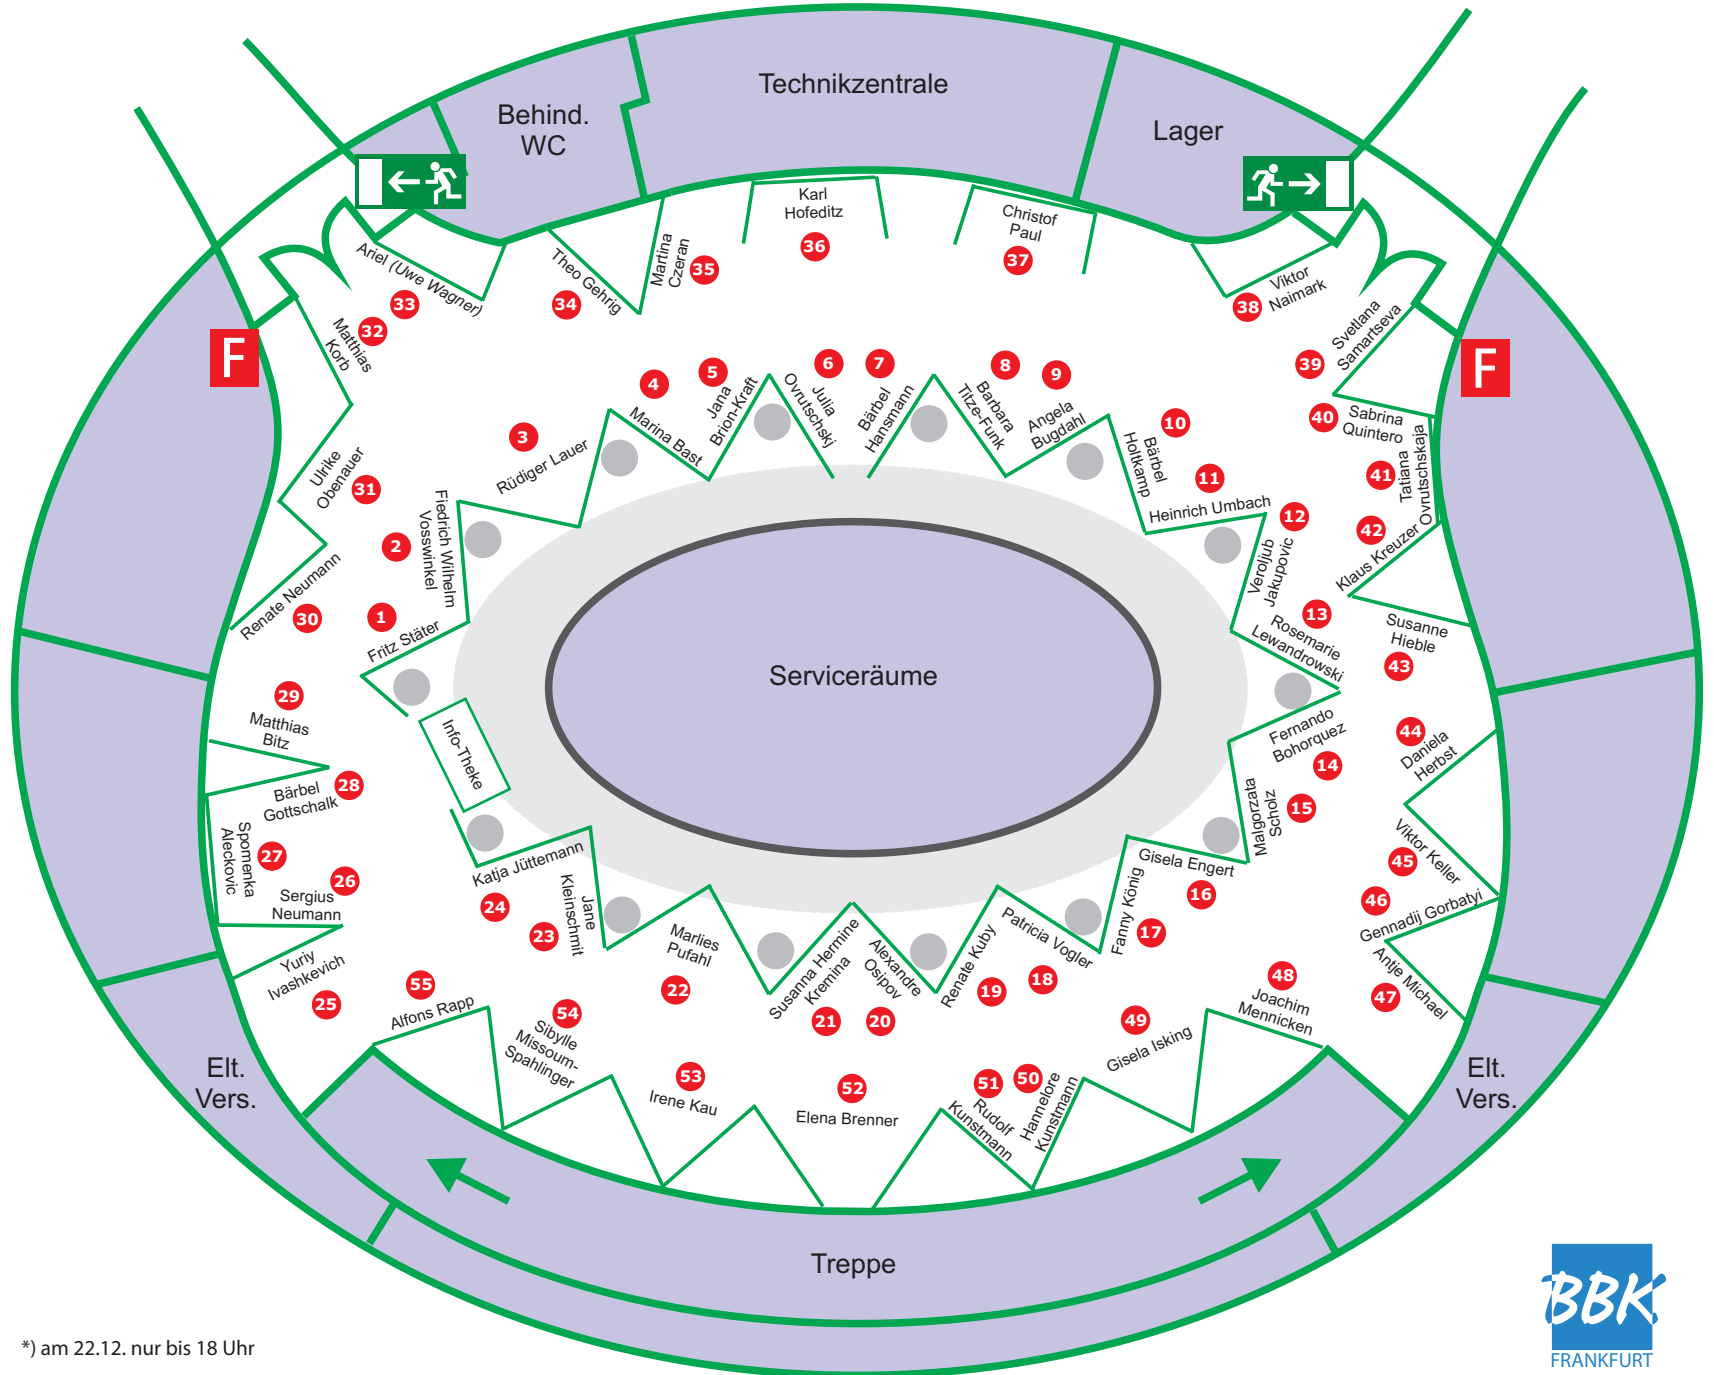 Technikzentrale
Behind.
WC
Lager
Karl
Hofeditz
36
Christof
Paul
37
Martina
Czeran
35
Theo Gehrig
34
Ariel (Uwe Wagner)
33
Matthias
Korb
32
F
Viktor
Naimark
38
Svetlana
Samartseva
39
F
Sabrina
Quintero
40
Tatiana
Ovrutschskaja
41
Klaus Kreuzer
42
Susanne
Hieble
43
Ulrike
Obenauer
31
Renate Neumann
30
Fritz Stäter
1
Fiedrich Wilhelm
Vosswinkel
2
Rüdiger Lauer
3
Marina Bast
4
Jana
Brion-Kraft
5
Julia
Ovrutschskj
6
Bärbel
Hansmann
7
Barbara
Titze-Funk
8
Angela
Bugdahl
9
Bärbel
Holtkamp
10
Heinrich Umbach
11
Veroljub
Jakupovic
12
Rosemarie
Lewandrowski
13
Serviceräume
Info-Theke
Fernando
Bohorquez
14
Malgorzata
Scholz
15
Gisela Engert
16
Fanny König
17
Patricia Vogler
18
Renate Kuby
19
Alexandre
Osipov
20
Susanna Hermine
Kremina
21
Marlies
Pufahl
22
Jane
Kleinschmit
23
Katja Jüttemann
24
29
Matthias
Bitz
Bärbel
Gottschalk
28
Spomenka
Aleckovic
27
26
Sergius
Neumann
Yuriy
Ivashkevich
25
44
Daniela
Herbst
Viktor Keller
45
46
Gennadij Gorbatyi
Antje Michael
47
48
Joachim
Mennicken
49
Gisela Isking
50
Hannelore
Kunstmann
51
Rudolf
Kunstmann
52
Elena Brenner
53
Irene Kau
54
Sibylle
Missoum-
Spahlinger
55
Alfons Rapp
Elt.
Vers.
Elt.
Vers.
Treppe
*) am 22.12. nur bis 18 Uhr
BBK
FRANKFURT